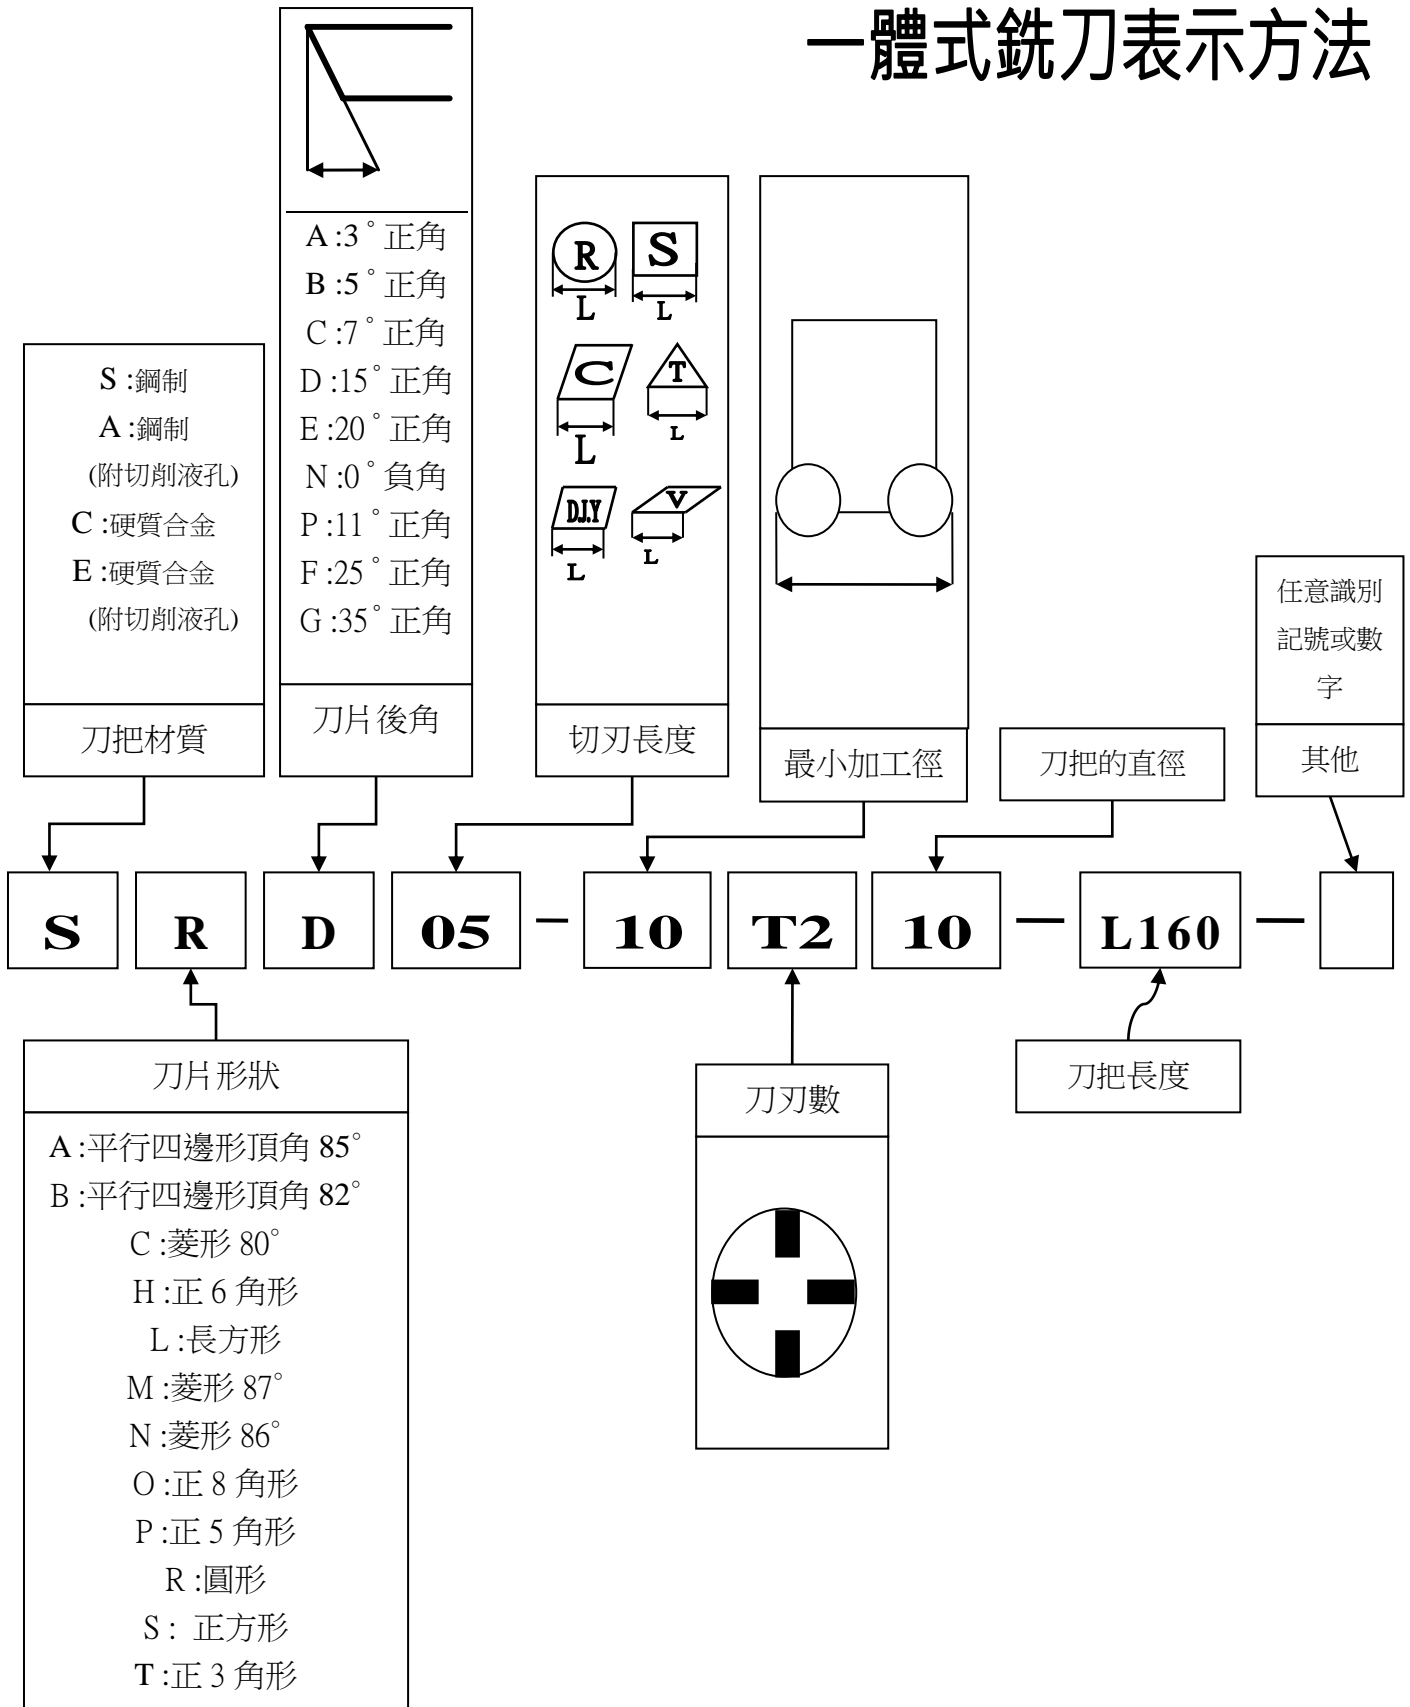 一體式銑刀表示方法
A:3°正角
B:5°正角
C:7°正角
D:15°正角
E:20°正角
N:0°負角
P:11°正角
F:25°正角
G:35°正角
刀片後角
S:鋼制
A:鋼制
(附切削液孔)
C:硬質合金
E:硬質合金
(附切削液孔)
刀把材質
R S
L L
C T
L L
D.J.Y V
L L
切刃長度
最小加工徑
刀把的直徑
任意識別
記號或數
字
其他
S R D 05 - 10 T2 10 - L160 -
刀片形狀
A:平行四邊形頂角 85°
B:平行四邊形頂角 82°
C:菱形 80°
H:正 6 角形
L:長方形
M:菱形 87°
N:菱形 86°
O:正 8 角形
P:正 5 角形
R:圓形
S: 正方形
T:正 3 角形
刀刃數
刀把長度